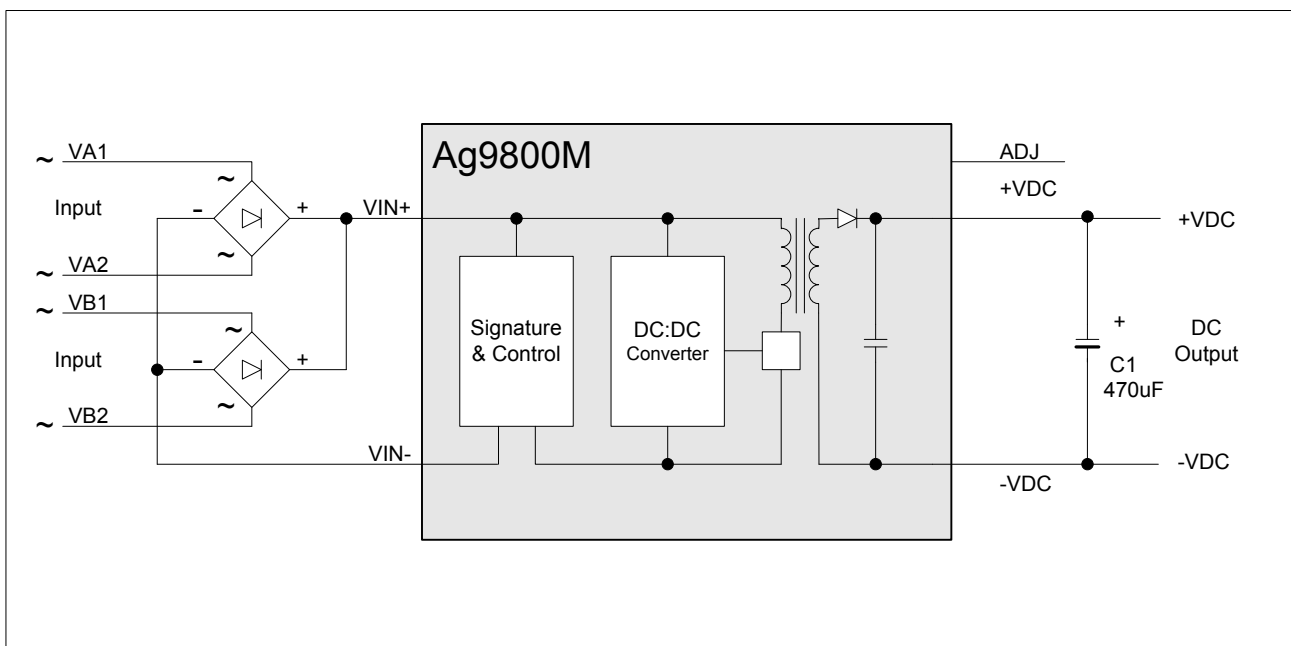 Ag9800M
~ VA1
Input
~ VA2
~ VB1
Input
~ VB2
~
-
+
~
~
-
+
~
VIN+
VIN-
Signature
& Control
DC:DC
Converter
ADJ
+VDC
-VDC
+VDC
+
C1
470uF
DC
Output
-VDC